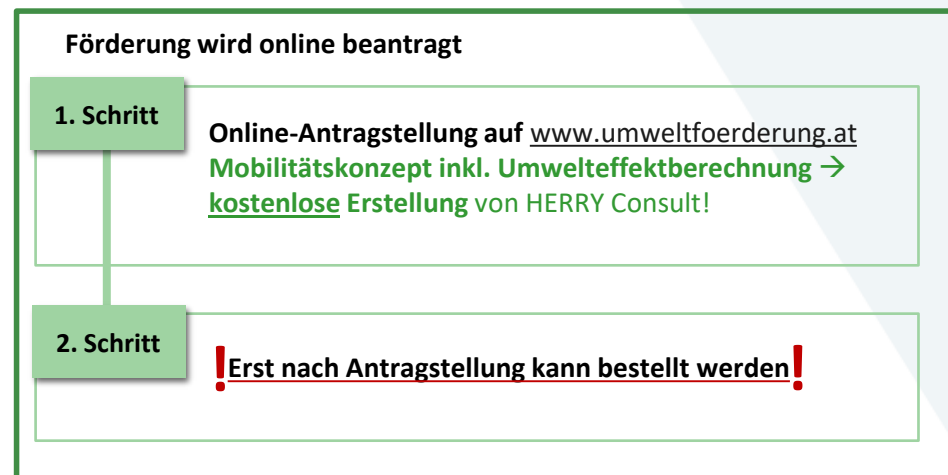 Förderung wird online beantragt
1. Schritt
Online-Antragstellung auf www.umweltfoerderung.at
Mobilitätskonzept inkl. Umwelteffektberechnung →
kostenlose Erstellung von HERRY Consult!
2. Schritt
!Erst nach Antragstellung kann bestellt werden!